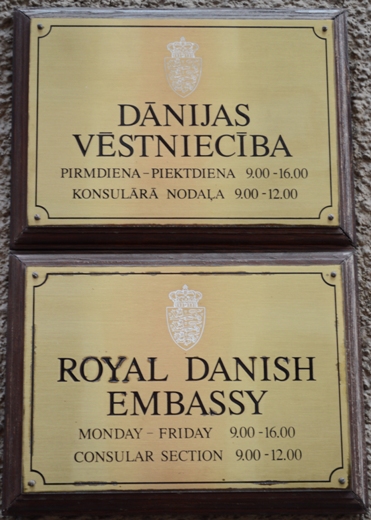 DĀNIJAS
VĒSTNIECĪBA
PIRMDIENA – PIEKTDIENA 9.00 - 16.00
KONSULĀRĀ NODAĻA 9.00 - 12.00
ROYAL DANISH
EMBASSY
MONDAY – FRIDAY 9.00 - 16.00
CONSULAR SECTION 9.00 - 12.00